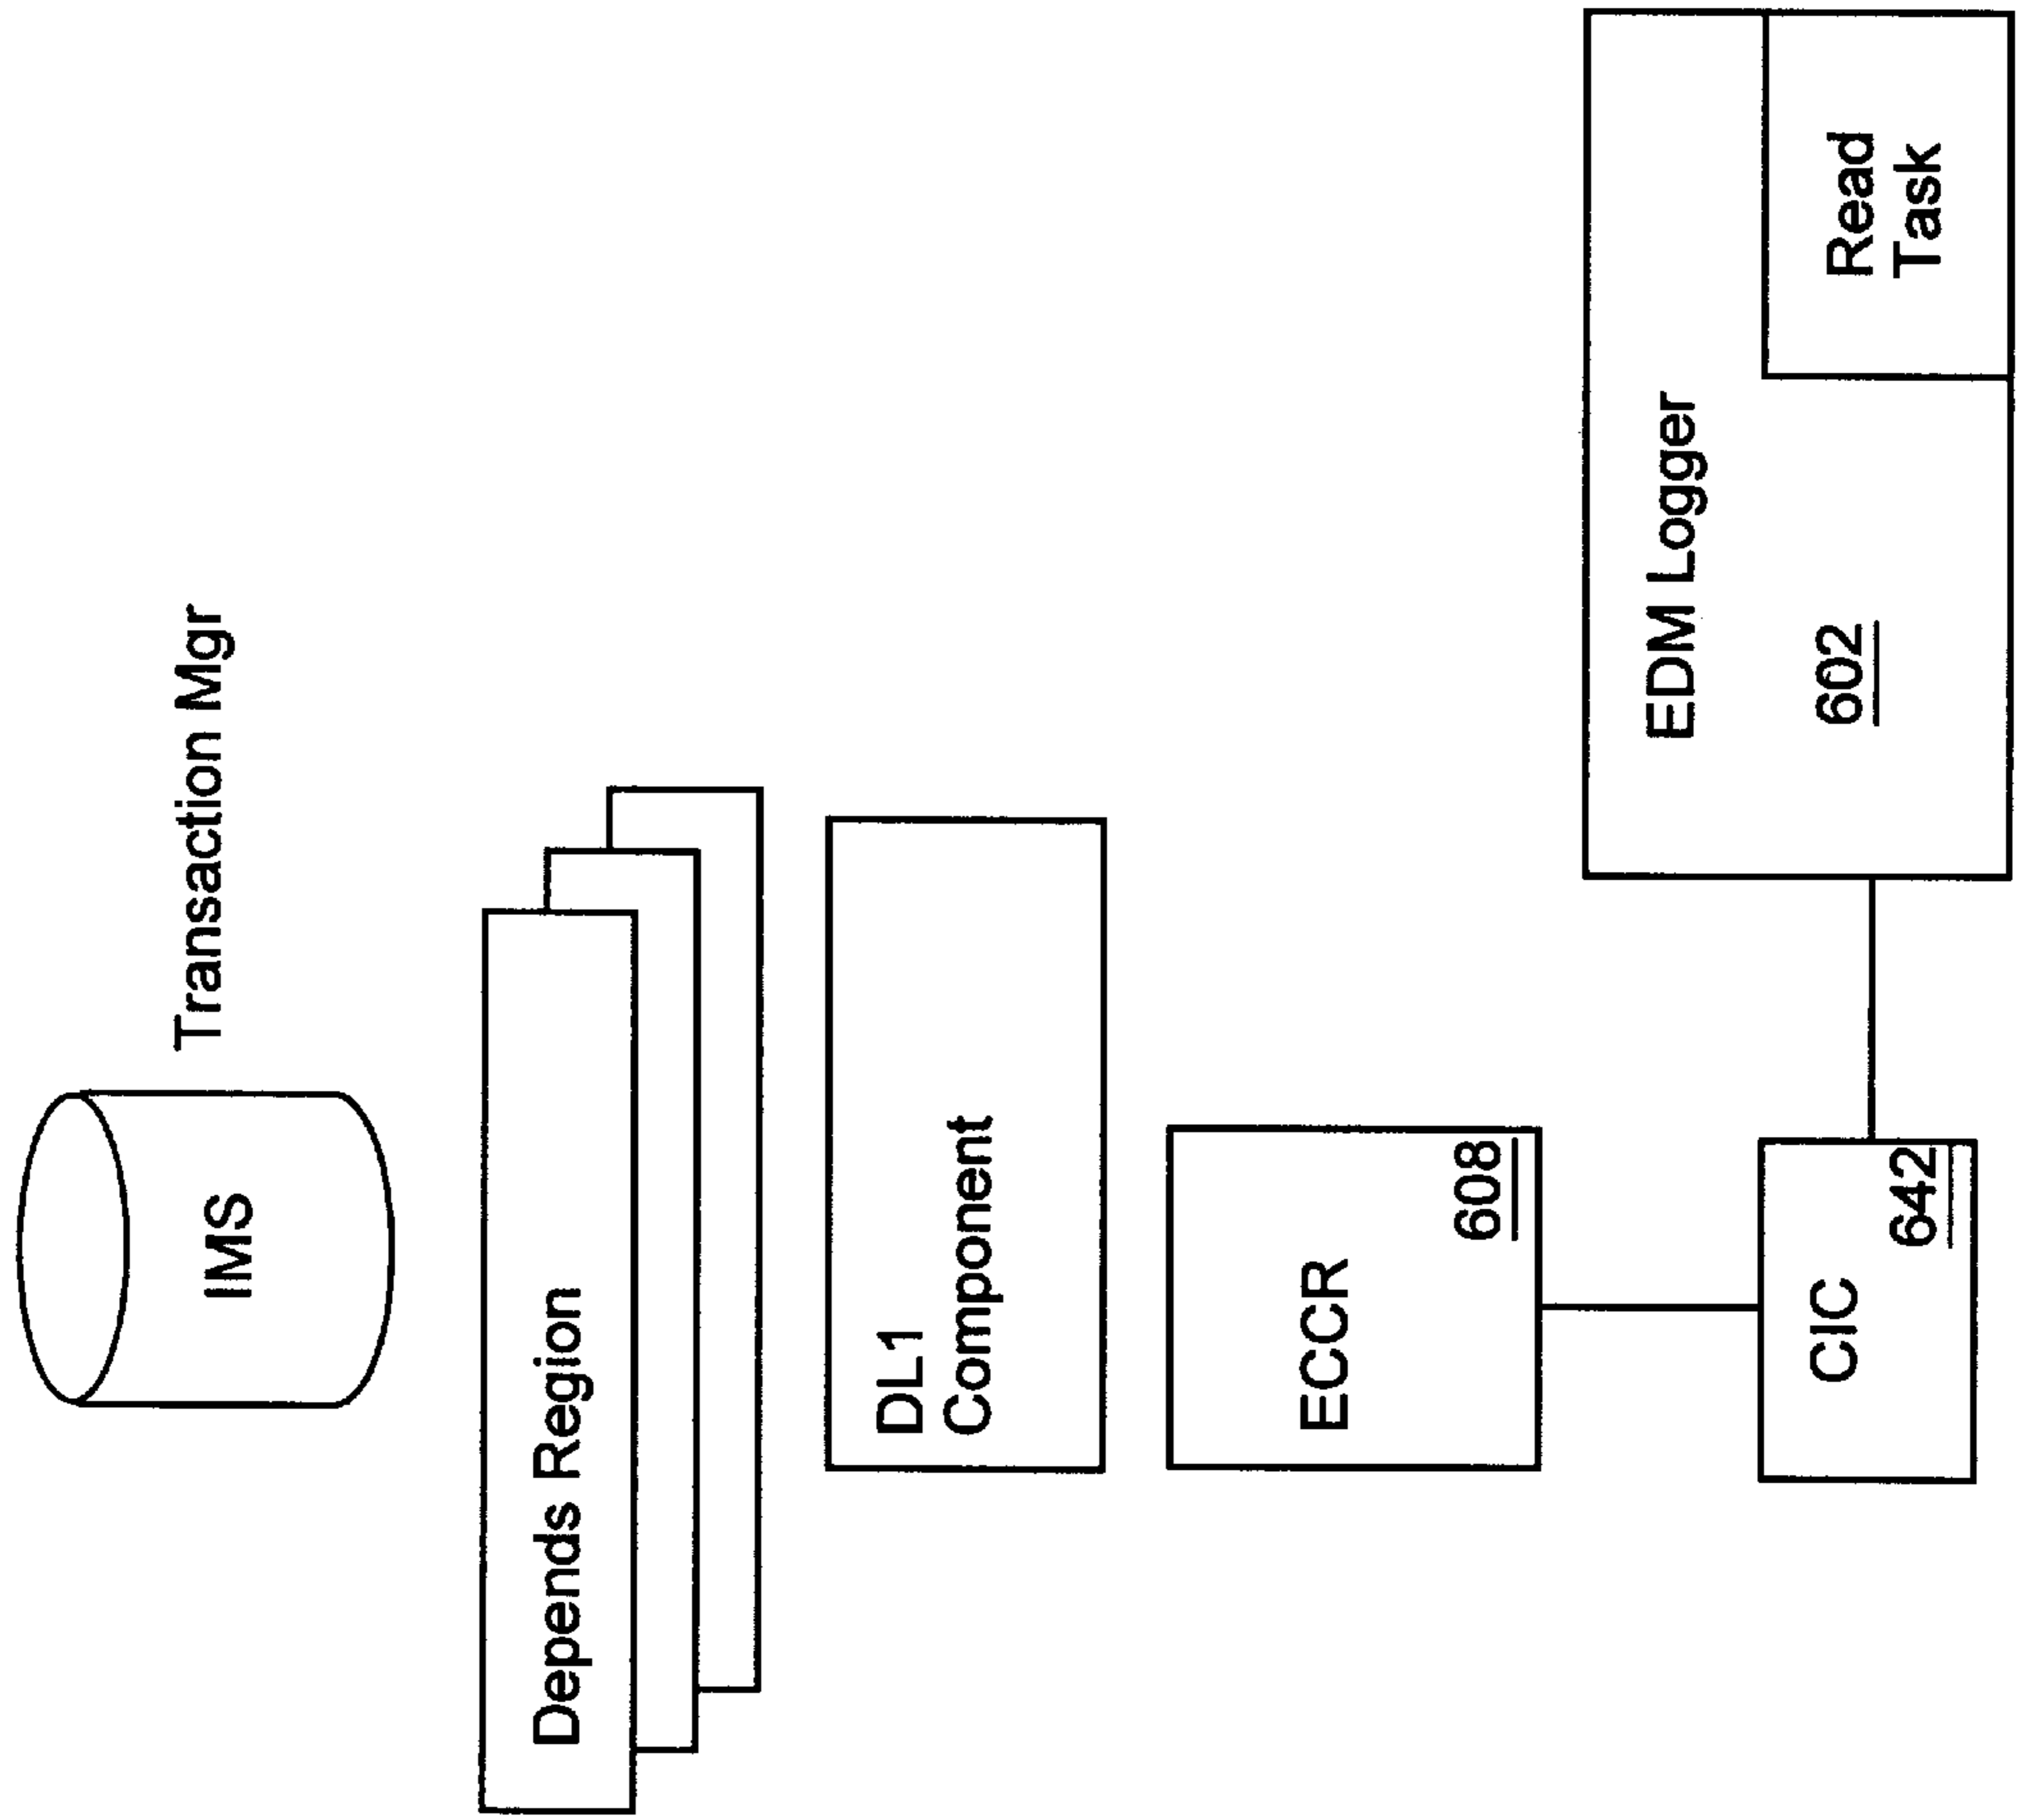 IMS
Transaction Mgr
Depends Region
DL1
Component
ECCR
608
CIC
642
EDM Logger
602
Read
Task